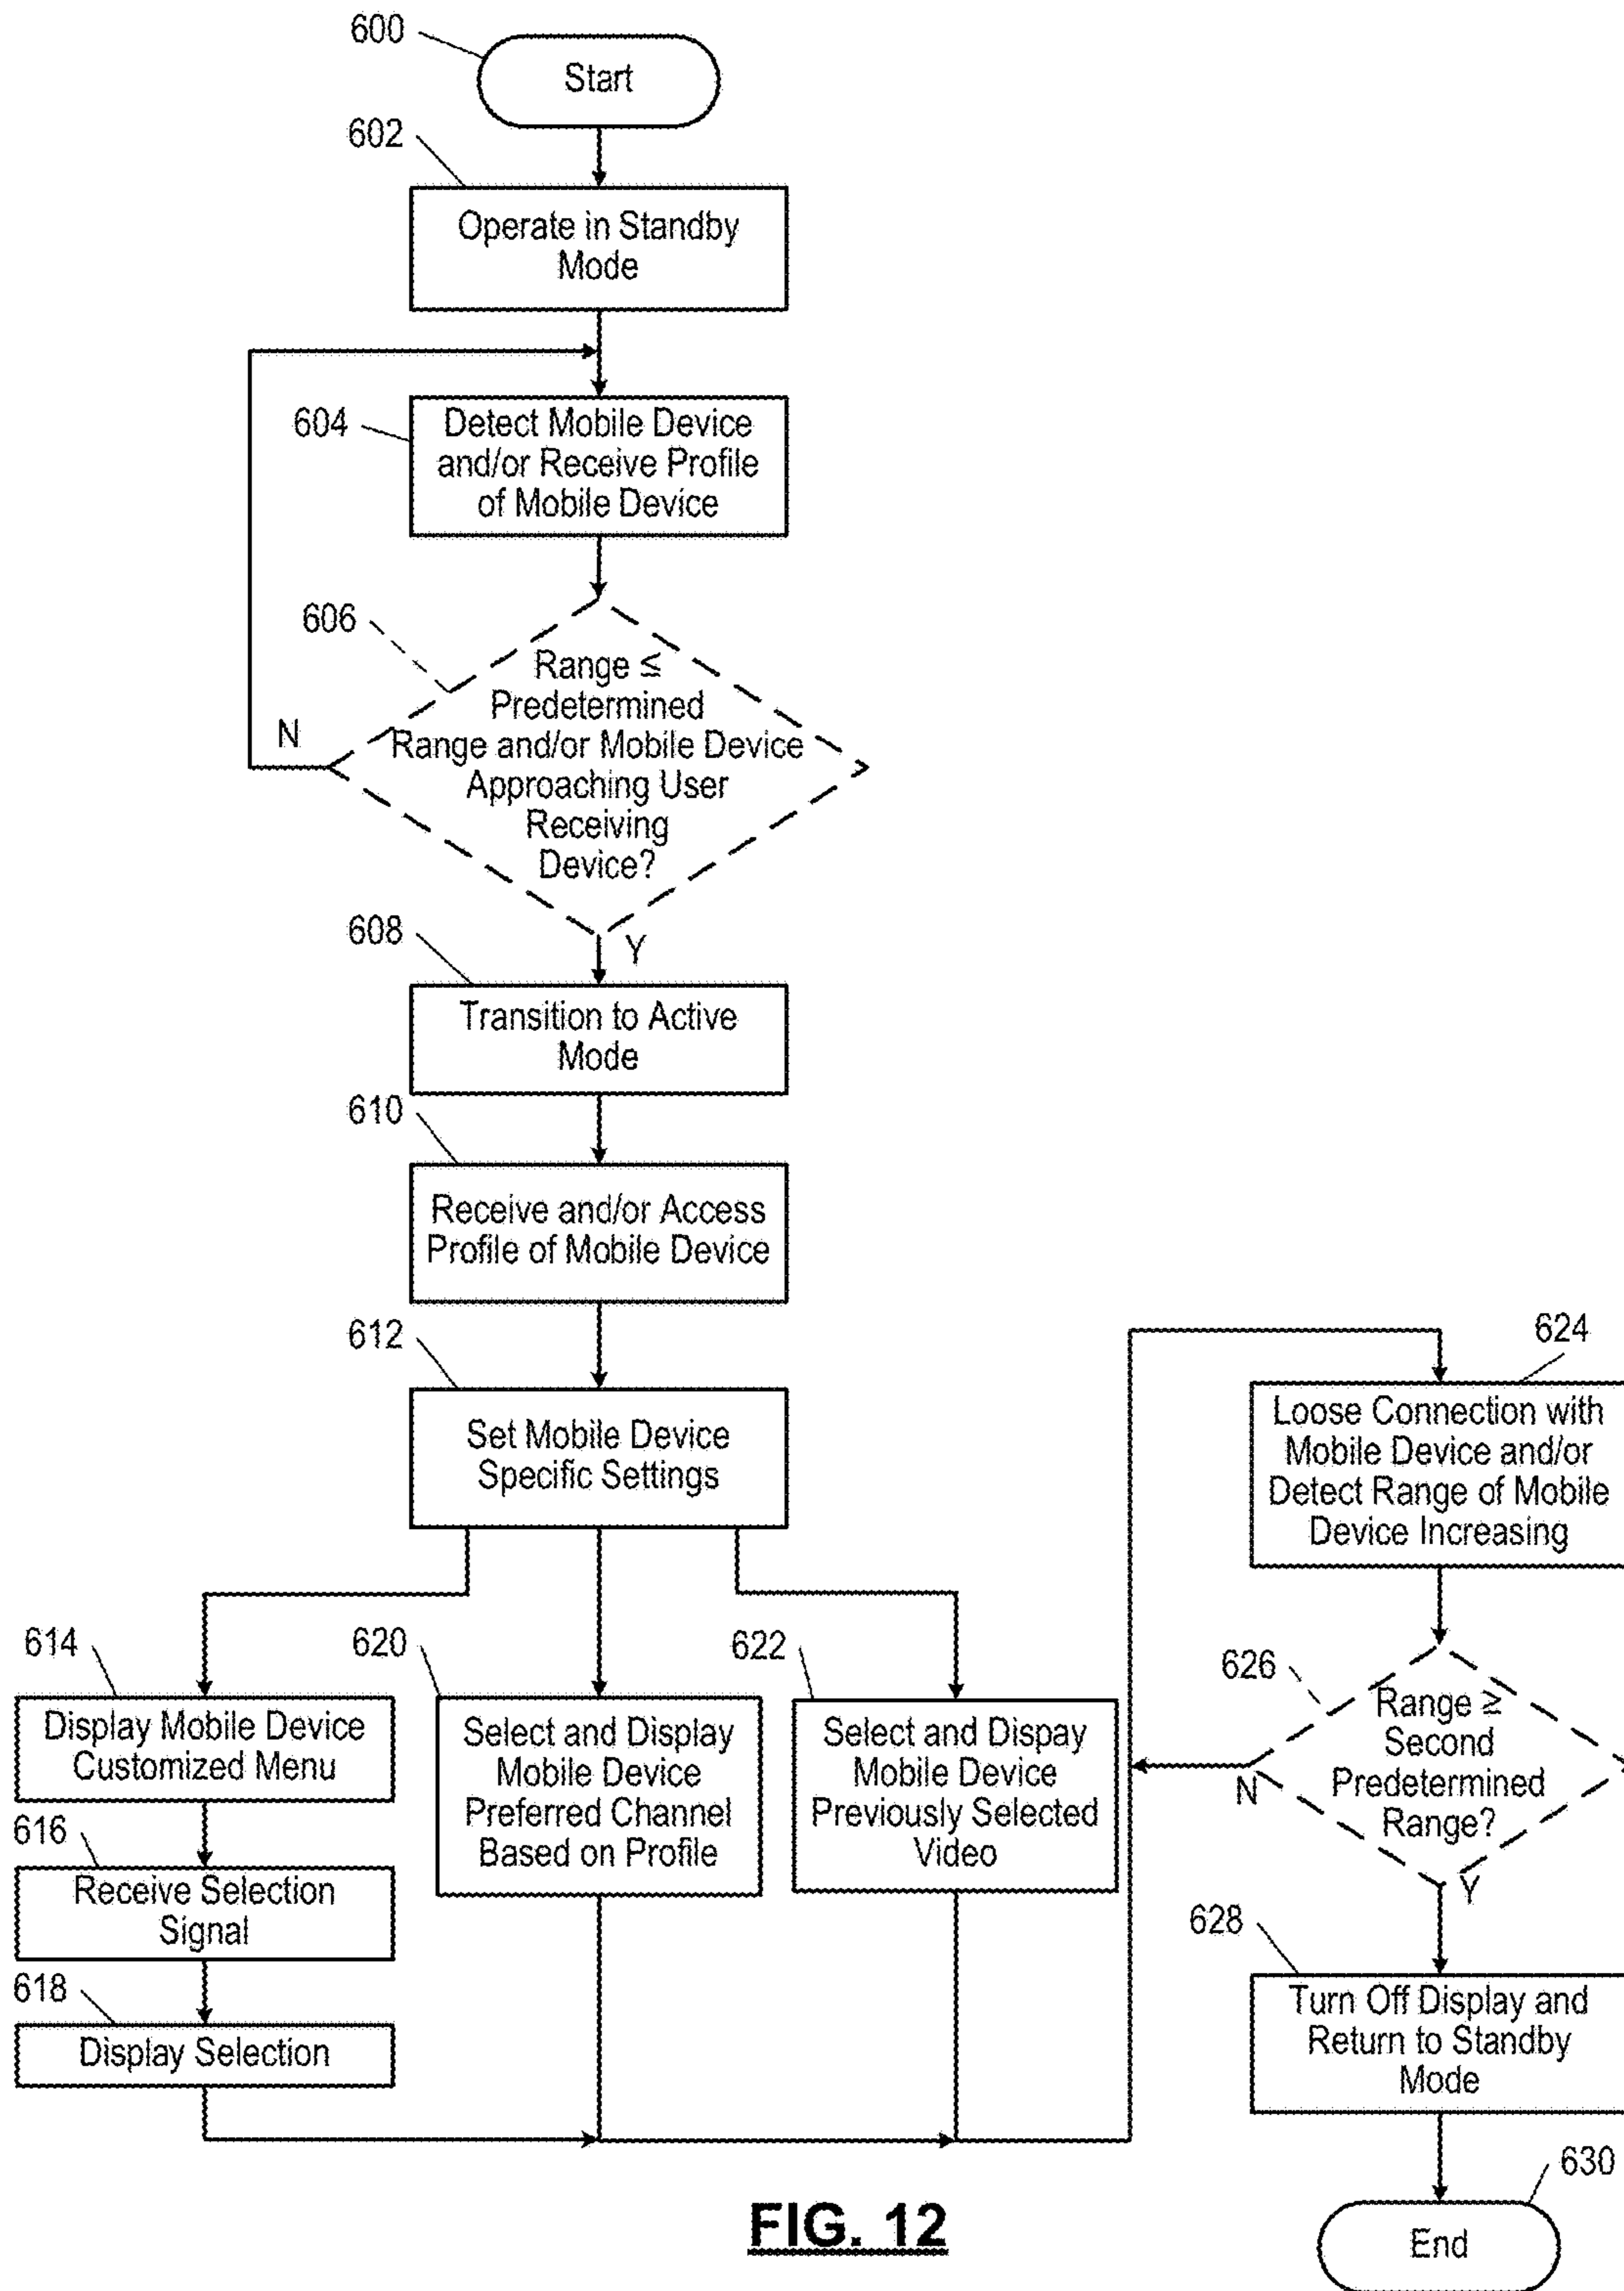 600
Start
602
Operate in Standby
Mode
604
Detect Mobile Device
and/or Receive Profile
of Mobile Device
606
Range ≤
Predetermined
Range and/or Mobile Device
Approaching User
Receiving
Device?
N
Y
608
Transition to Active
Mode
610
Receive and/or Access
Profile of Mobile Device
612
Set Mobile Device
Specific Settings
614
Display Mobile Device
Customized Menu
616
Receive Selection
Signal
618
Display Selection
620
Select and Display
Mobile Device
Preferred Channel
Based on Profile
622
Select and Dispay
Mobile Device
Previously Selected
Video
624
Loose Connection with
Mobile Device and/or
Detect Range of Mobile
Device Increasing
626
Range ≥
Second
Predetermined
Range?
N
Y
628
Turn Off Display and
Return to Standby
Mode
630
End
FIG. 12